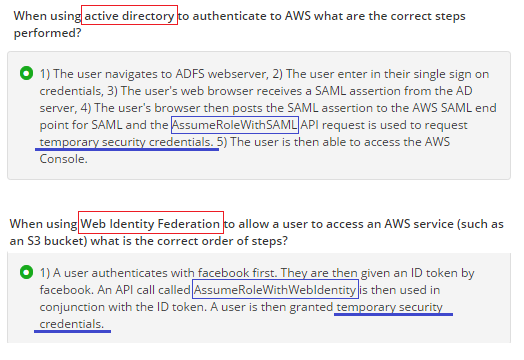 When using active directory to authenticate to AWS what are the correct steps
performed?
1) The user navigates to ADFS webserver, 2) The user enter in their single sign on
credentials, 3) The user's web browser receives a SAML assertion from the AD
server, 4) The user's browser then posts the SAML assertion to the AWS SAML end
point for SAML and the AssumeRoleWithSAML API request is used to request
temporary security credentials. 5) The user is then able to access the AWS
Console.
When using Web Identity Federation to allow a user to access an AWS service (such as
an S3 bucket) what is the correct order of steps?
1) A user authenticates with facebook first. They are then given an ID token by
facebook. An API call called AssumeRoleWithWebIdentity is then used in
conjunction with the ID token. A user is then granted temporary security
credentials.